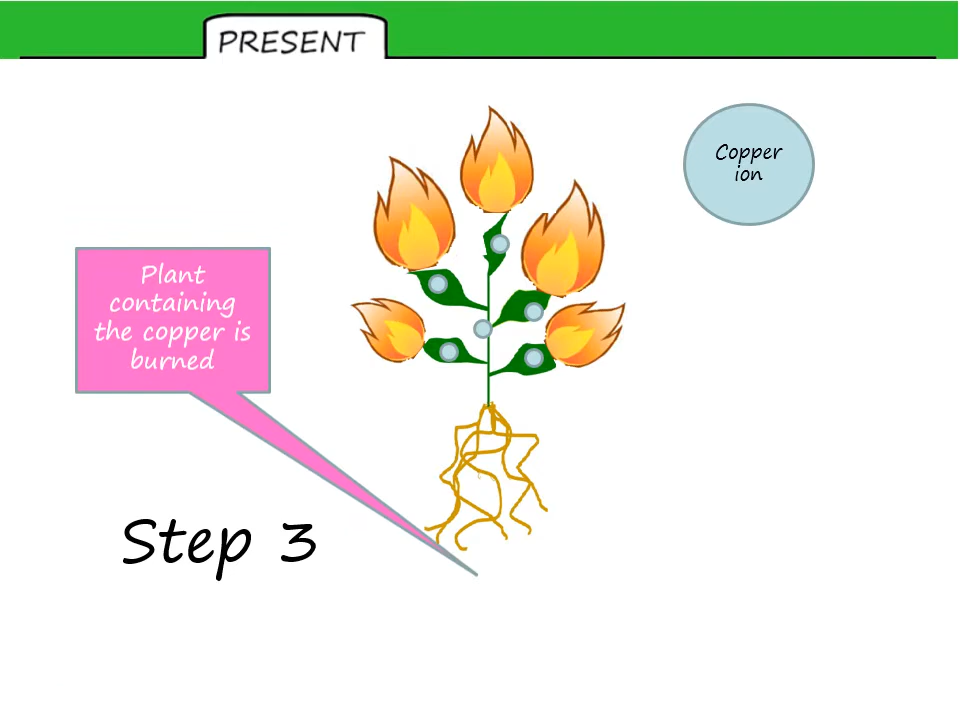 PRESENT
Copper
ion
Plant
containing
the copper is
burned
Step 3